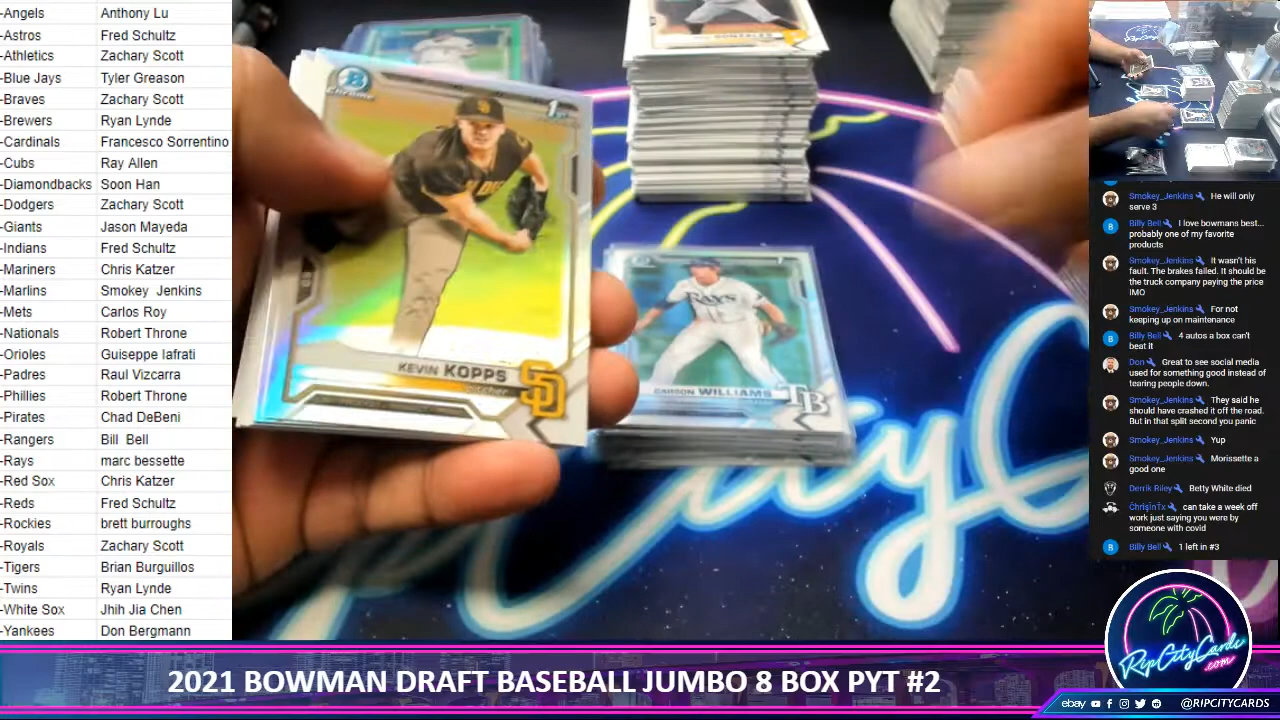 -Angels Anthony Lu
-Astros Fred Schultz
-Athletics Zachary Scott
-Blue Jays Tyler Greason
-Braves Zachary Scott
-Brewers Ryan Lynde
-Cardinals Francesco Sorrentino
-Cubs Ray Allen
-Diamondbacks Soon Han
-Dodgers Zachary Scott
-Giants Jason Mayeda
-Indians Fred Schultz
-Mariners Chris Katzer
-Marlins Smokey Jenkins
-Mets Carlos Roy
-Nationals Robert Throne
-Orioles Guiseppe Iafrati
-Padres Raul Vizcarra
-Phillies Robert Throne
-Pirates Chad DeBeni
-Rangers Bill Bell
-Rays marc bessette
-Red Sox Chris Katzer
-Reds Fred Schultz
-Rockies brett burroughs
-Royals Zachary Scott
-Tigers Brian Burguillos
-Twins Ryan Lynde
-White Sox Jhih Jia Chen
-Yankees Don Bergmann
GONZALES
B
Chrome
1st
KEVIN KOPPS
SD
RAYS
CARSON WILLIAMS
TB
Smokey_Jenkins He will only
serve 3
B Billy Bell I love bowmans best...
probably one of my favorite
products
Smokey_Jenkins It wasn't his
fault. The brakes failed. It should be
the truck company paying the price
IMO
Smokey_Jenkins For not
keeping up on maintenance
B Billy Bell 4 autos a box can't
beat it
Don Great to see social media
used for something good instead of
tearing people down.
Smokey_Jenkins They said he
should have crashed it off the road.
But in that split second you panic
Smokey_Jenkins Yup
Smokey_Jenkins Morissette a
good one
Derrik Riley Betty White died
ChrịşĪnTx can take a week off
work just saying you were by
someone with covid
B Billy Bell 1 left in #3
RipCityCards
.com
2021 BOWMAN DRAFT BASEBALL JUMBO 8 BOX PYT #2
ebay @RIPCITYCARDS